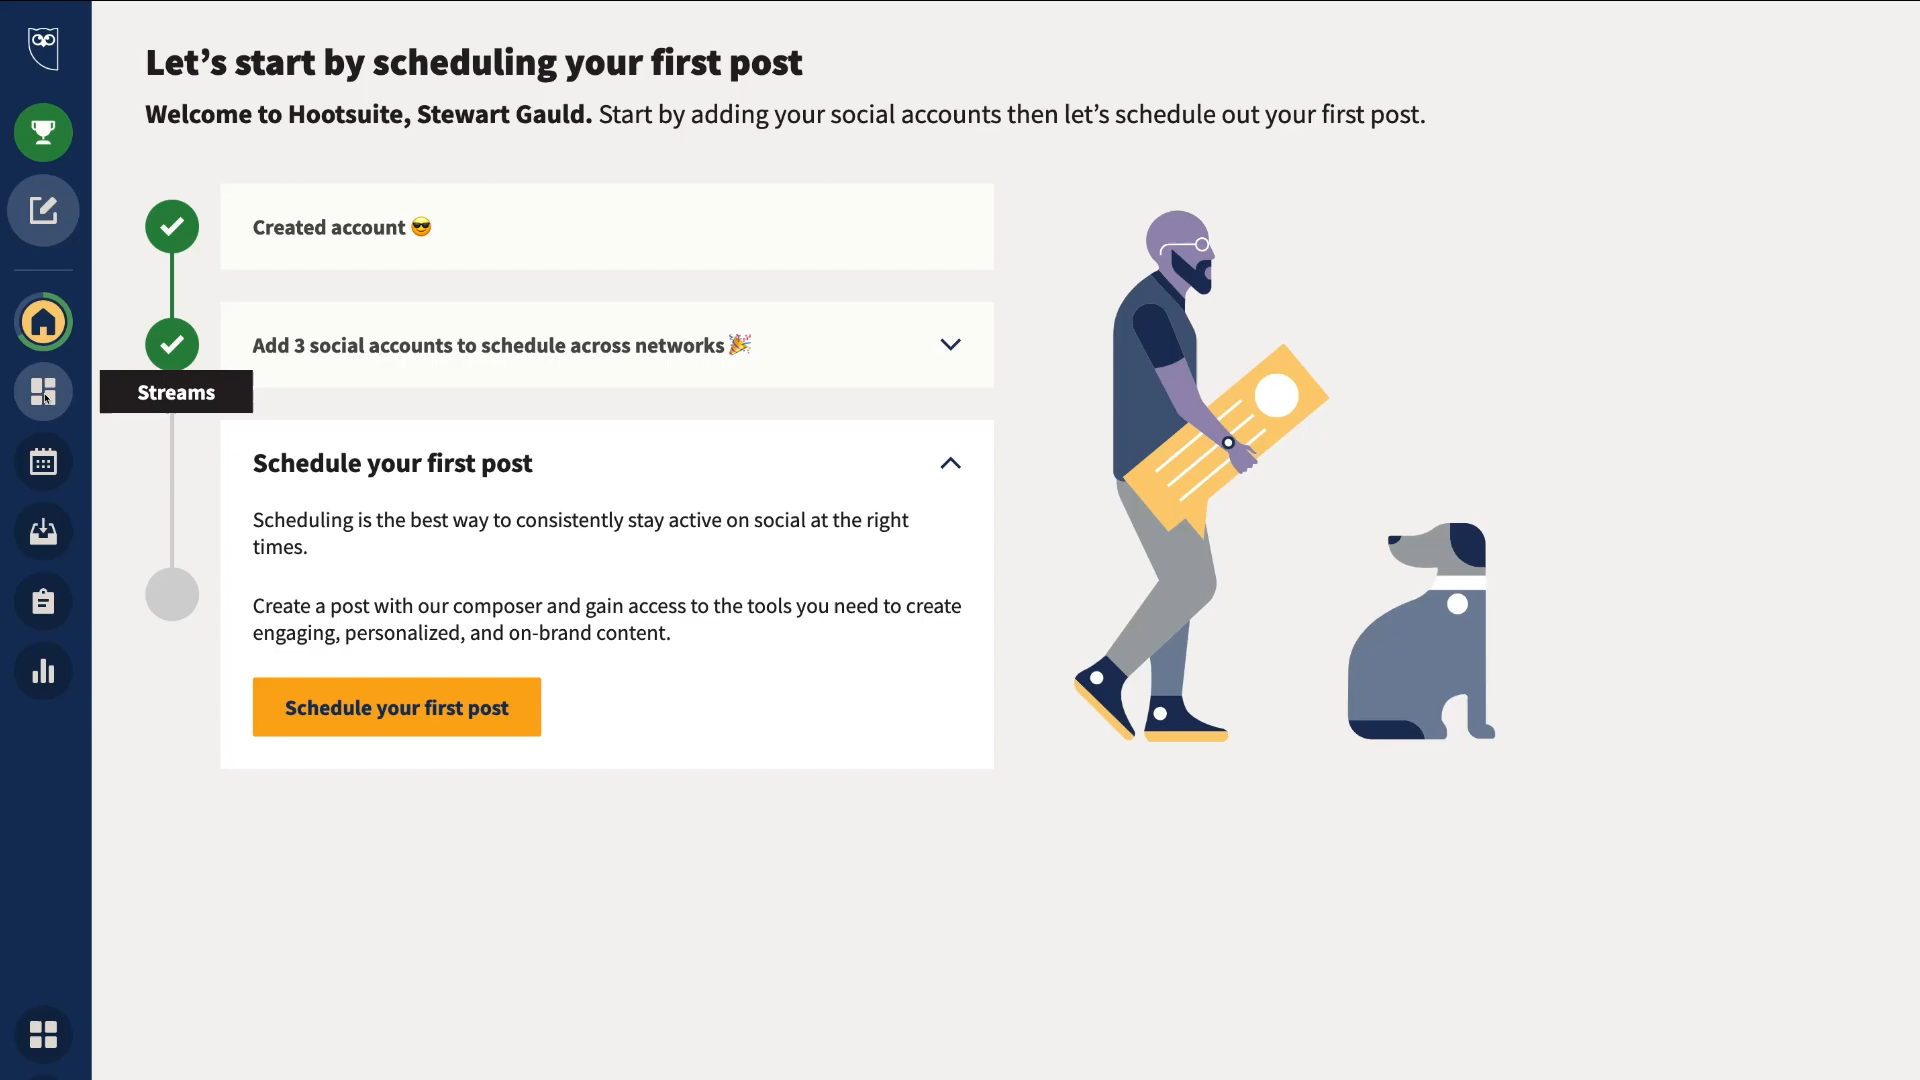 Let’s start by scheduling your first post
Welcome to Hootsuite, Stewart Gauld. Start by adding your social accounts then let’s schedule out your first post.
Created account 😎
Add 3 social accounts to schedule across networks 🎉
Streams
Schedule your first post
Scheduling is the best way to consistently stay active on social at the right
times.
Create a post with our composer and gain access to the tools you need to create
engaging, personalized, and on-brand content.
Schedule your first post